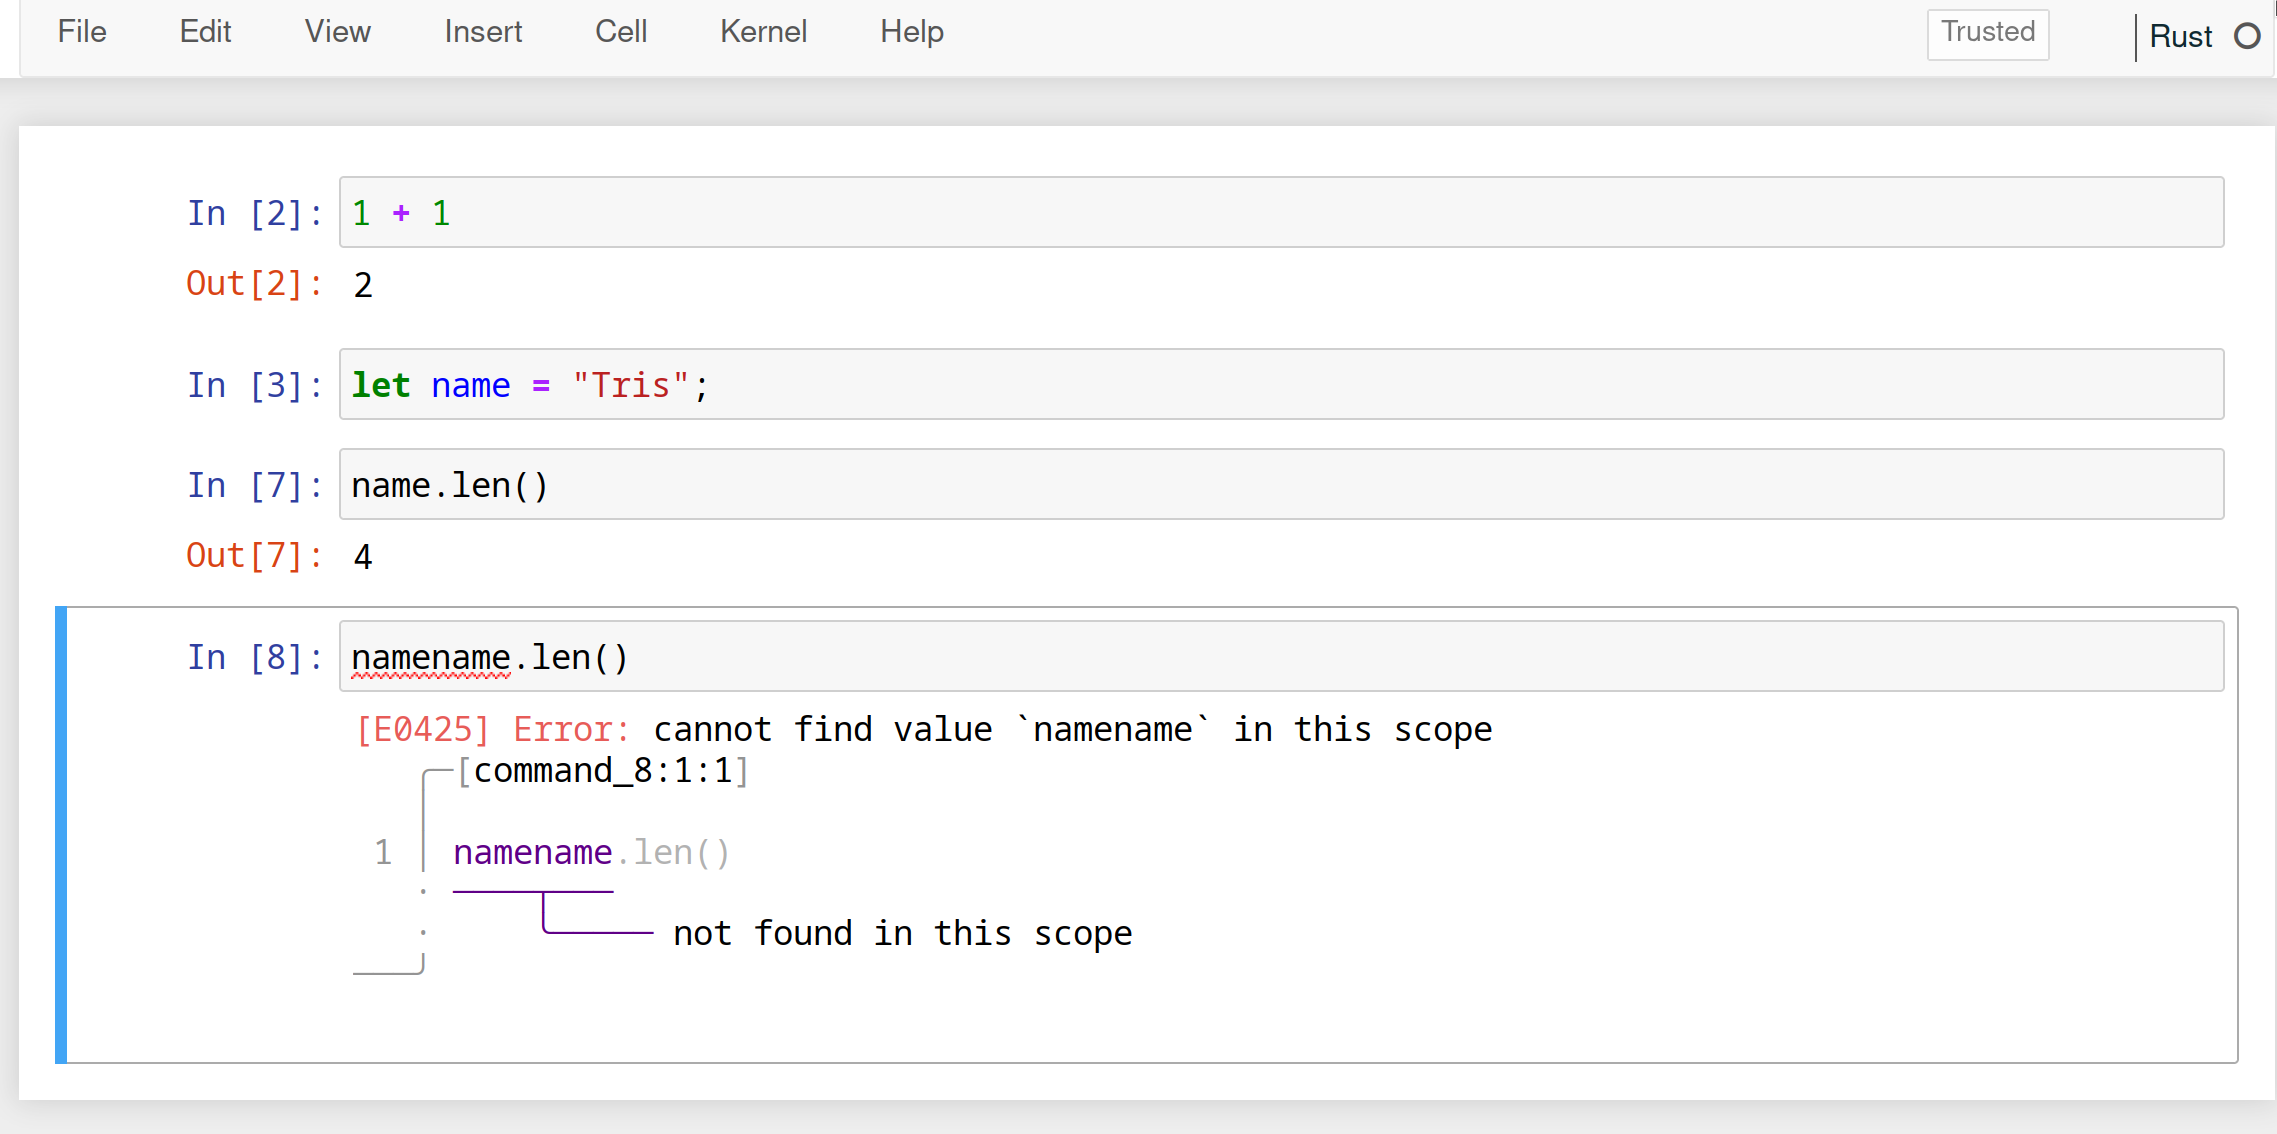 File Edit View Insert Cell Kernel Help Trusted Rust
In [2]: 1 + 1
Out[2]: 2
In [3]: let name = "Tris";
In [7]: name.len()
Out[7]: 4
In [8]: namename.len()
[E0425] Error: cannot find value `namename` in this scope
[command_8:1:1]
1 namename.len()
not found in this scope